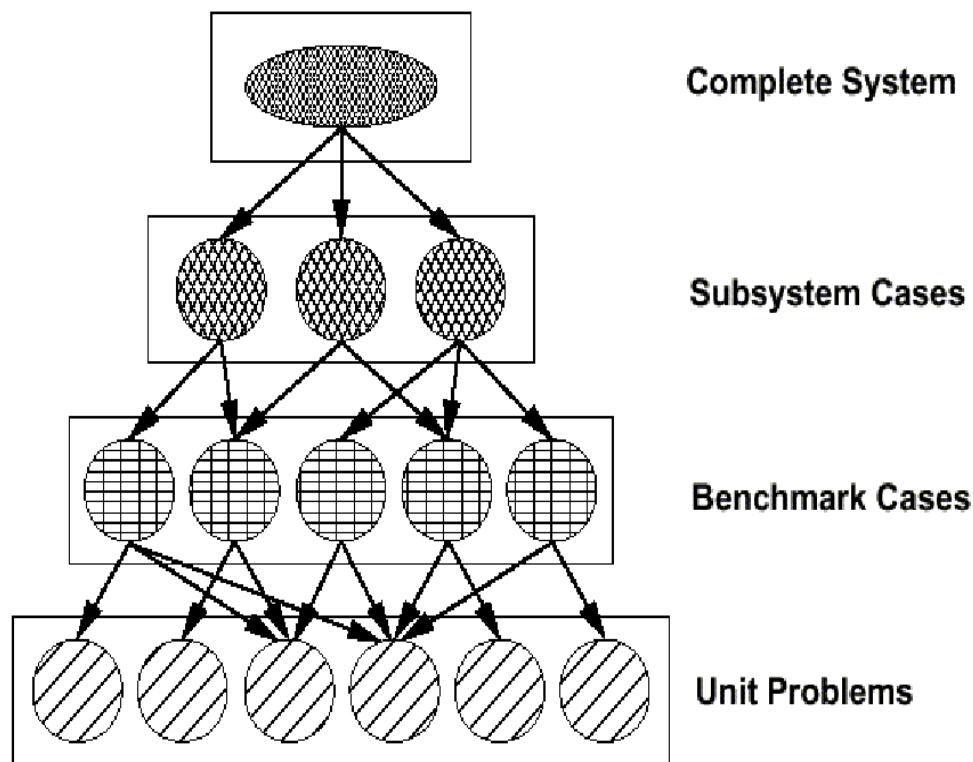 Complete System
Subsystem Cases
Benchmark Cases
Unit Problems